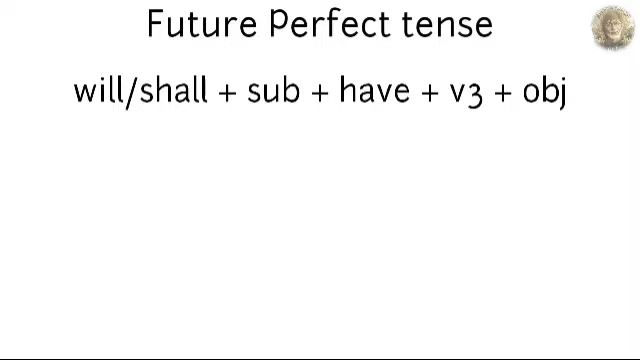 Future Perfect tense
will/shall + sub + have + v3 + obj